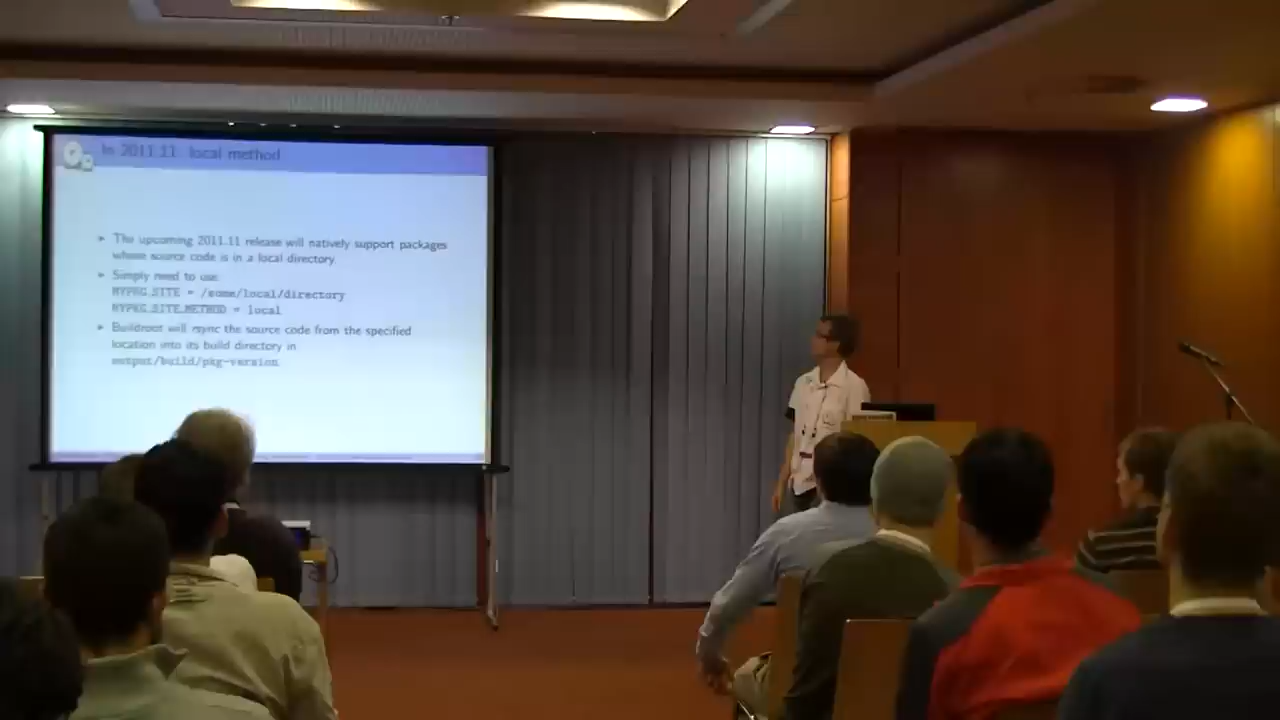 In 2011.11: local method
▸ The upcoming 2011.11 release will natively support packages
whose source code is in a local directory.
▸ Simply need to use:
MYPKG_SITE = /some/local/directory
MYPKG_SITE_METHOD = local
▸ Buildroot will rsync the source code from the specified
location into its build directory in
output/build/pkg-version